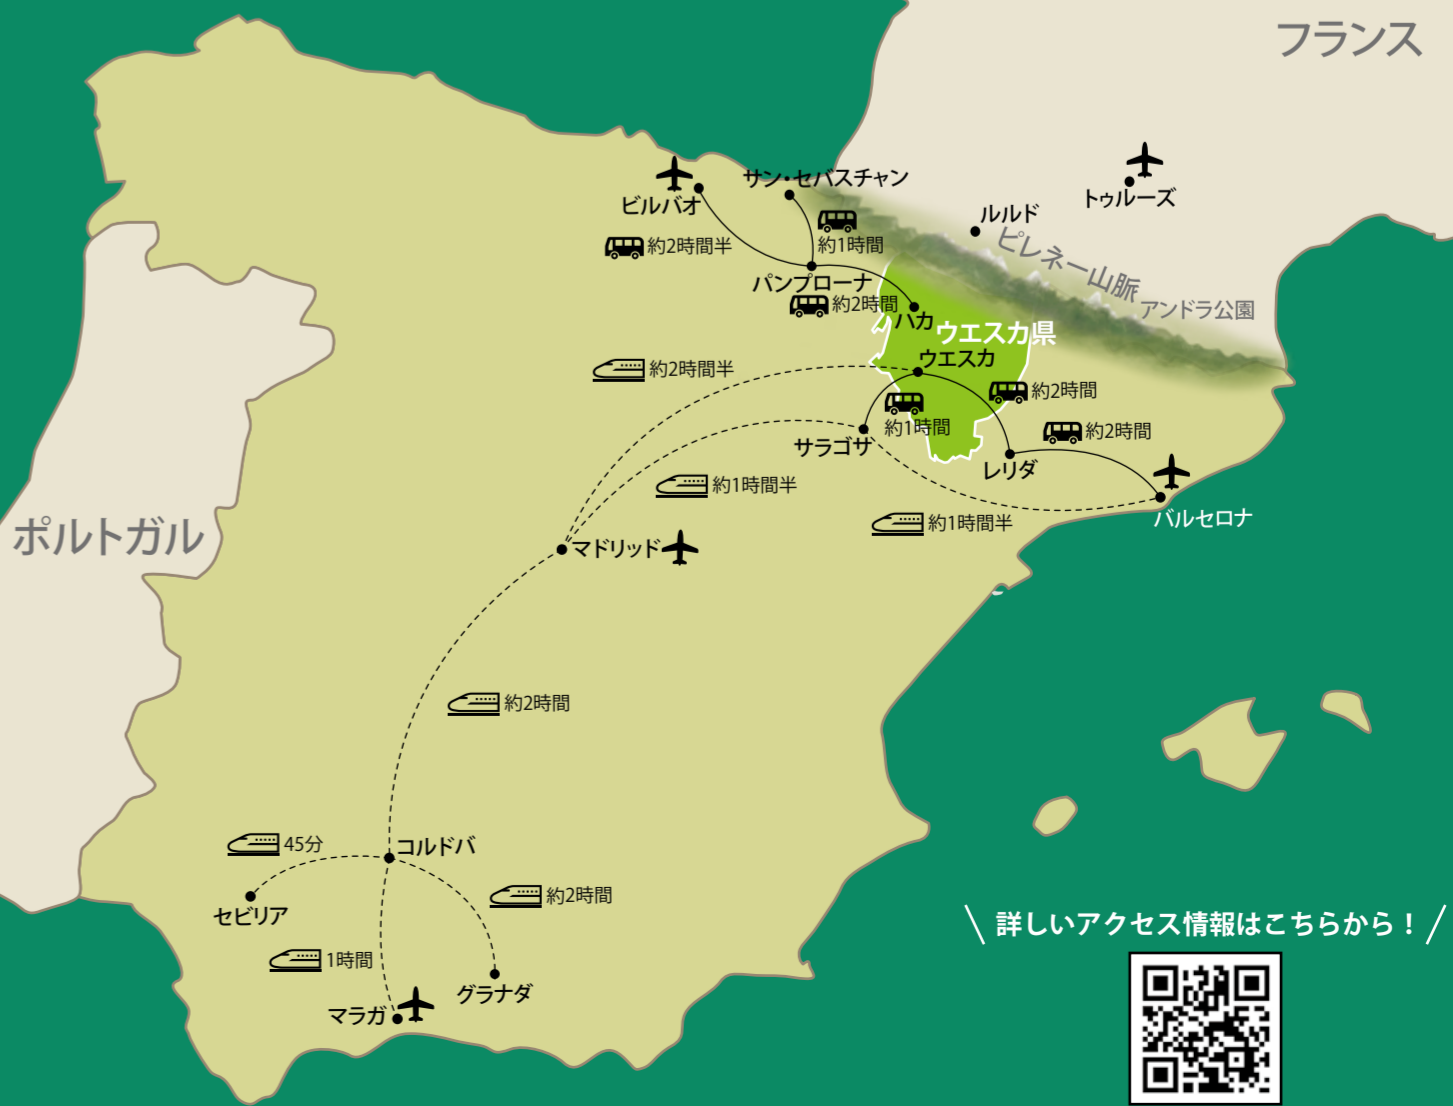 フランス
トゥルーズ
サン・セバスチャン
ビルバオ
ルルド
約2時間半
約1時間
ピレネー山脈
パンプローナ
約2時間
ハカ
アンドラ公園
ウエスカ県
ウエスカ
約2時間半
約2時間
約1時間
約2時間
サラゴサ
レリダ
約1時間半
バルセロナ
約1時間半
ポルトガル
マドリッド
約2時間
45分
コルドバ
約2時間
セビリア
詳しいアクセス情報はこちらから！
1時間
グラナダ
マラガ